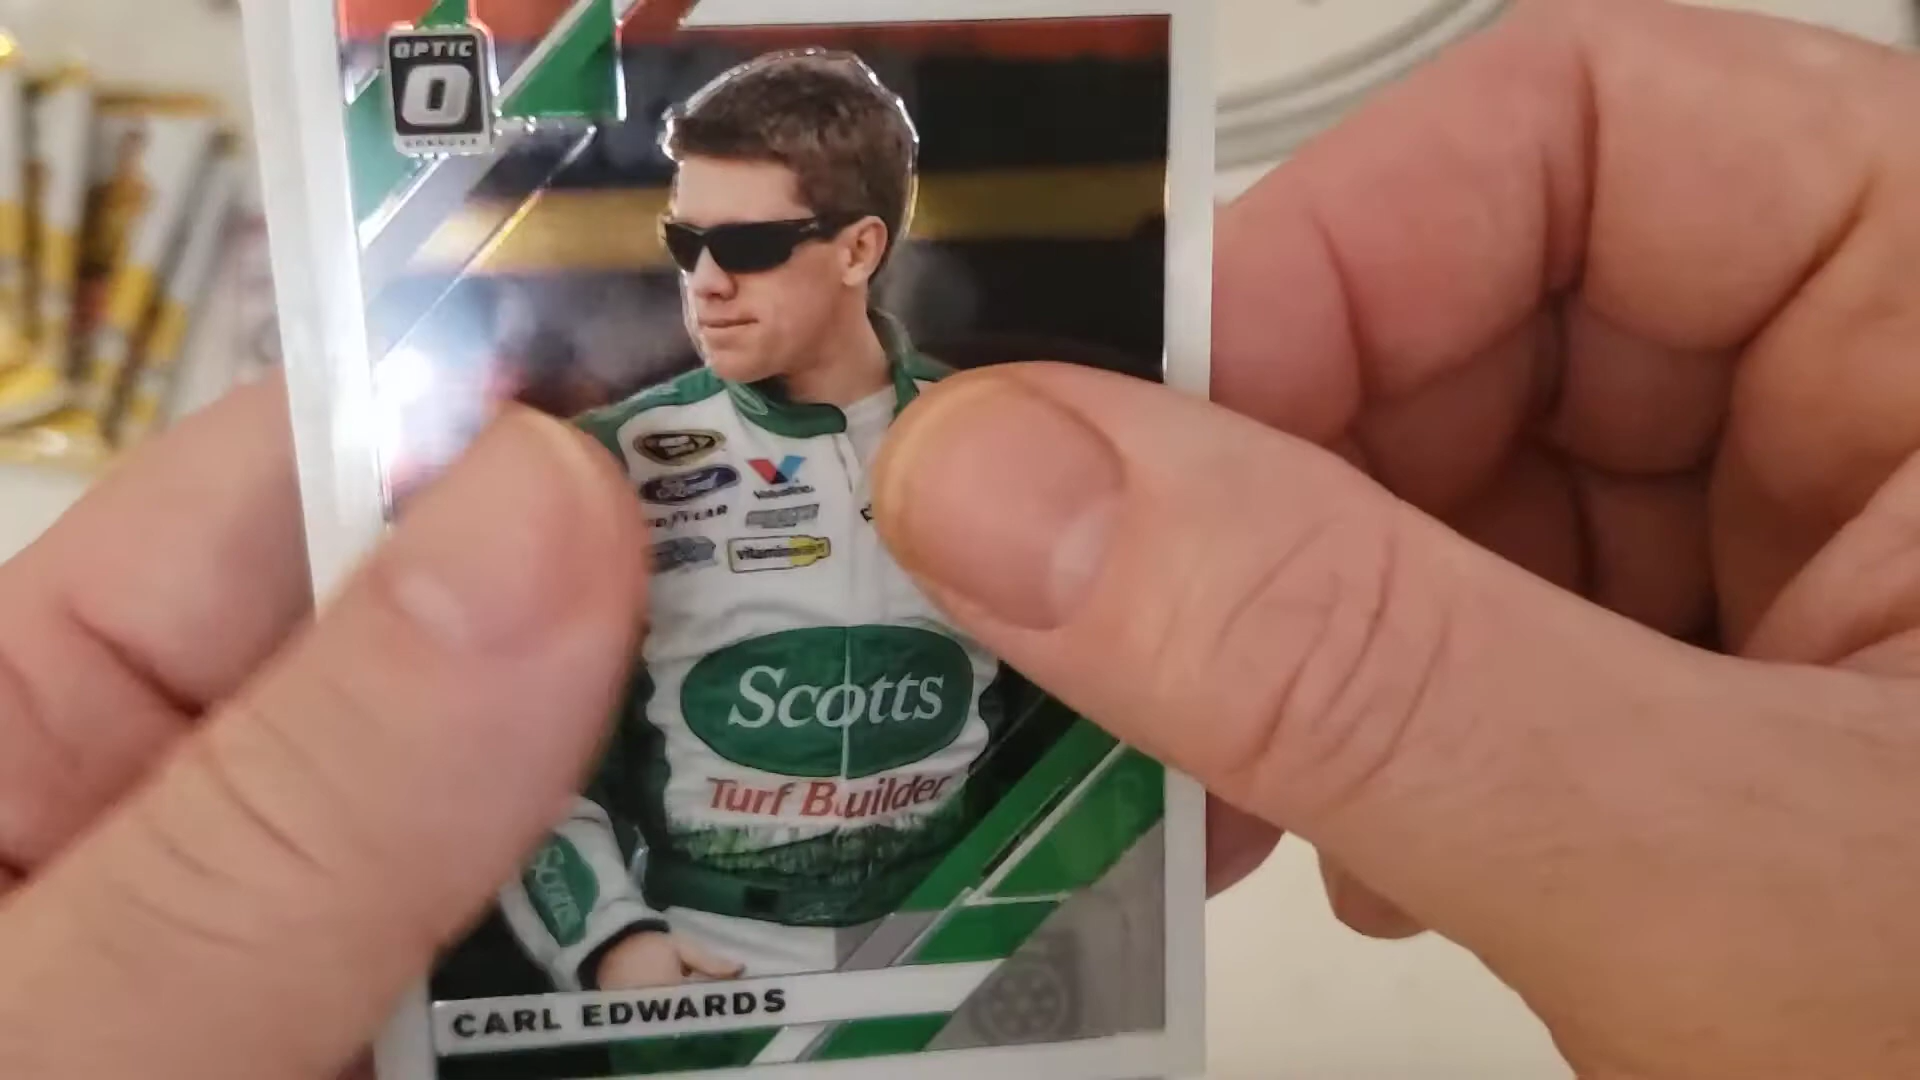 OPTIC
O
DONRUSS
Ford
Valvoline
GOODYEAR
vitaminwater
Scotts
Turf Builder
Scotts
CARL EDWARDS